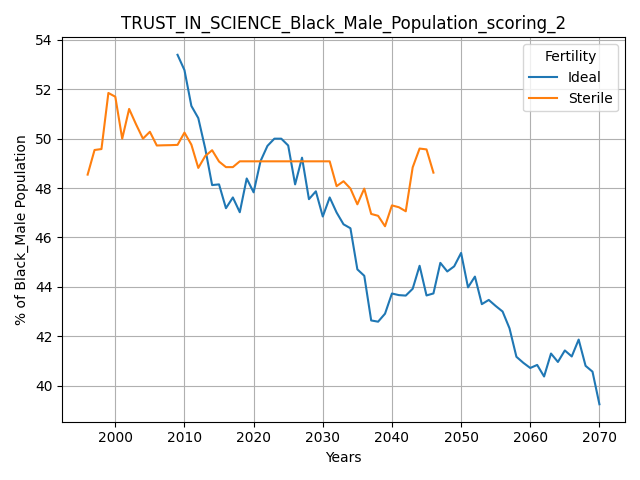 TRUST_IN_SCIENCE_Black_Male_Population_scoring_2
54
52
50
48
46
44
42
40
% of Black_Male Population
Fertility
Ideal
Sterile
2000
2010
2020
2030
2040
2050
2060
2070
Years